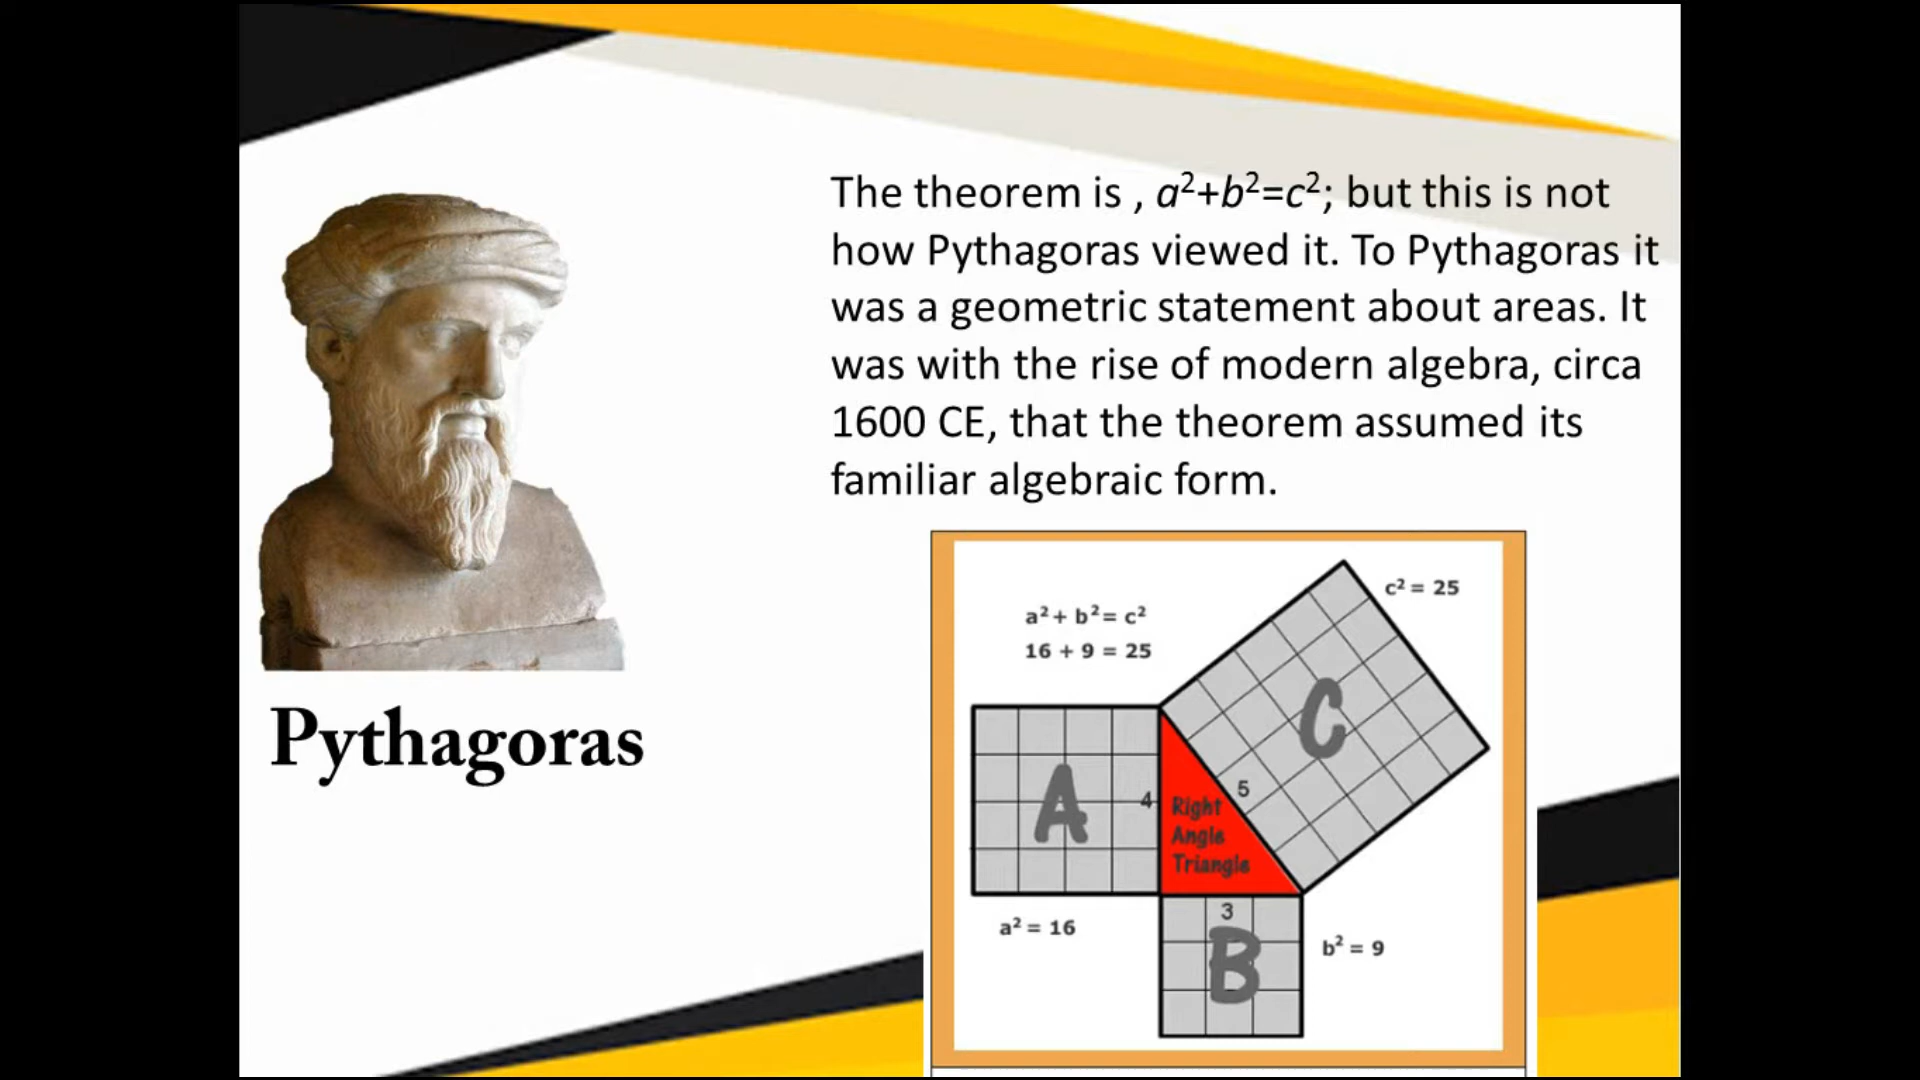 The theorem is , a²+b²=c²; but this is not
how Pythagoras viewed it. To Pythagoras it
was a geometric statement about areas. It
was with the rise of modern algebra, circa
1600 CE, that the theorem assumed its
familiar algebraic form.
Pythagoras
a² + b² = c²
16 + 9 = 25
c² = 25
A
4
C
5
Right
Angle
Triangle
a² = 16
3
B
b² = 9